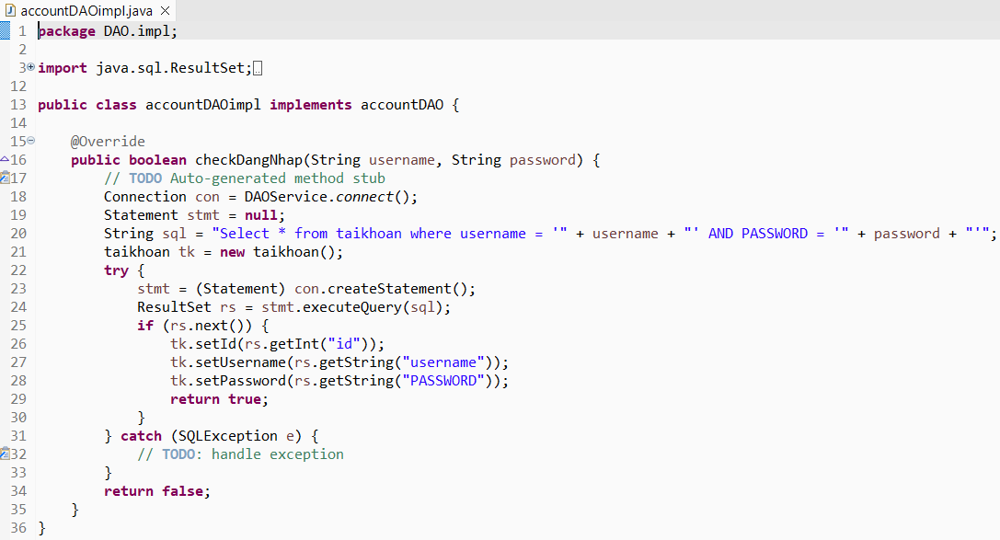 accountDAOimpl.java
1 package DAO.impl;
2
3 import java.sql.ResultSet;
12
13 public class accountDAOimpl implements accountDAO {
14
15     @Override
16     public boolean checkDangNhap(String username, String password) {
17         // TODO Auto-generated method stub
18         Connection con = DAOService.connect();
19         Statement stmt = null;
20         String sql = "Select * from taikhoan where username = '" + username + "' AND PASSWORD = '" + password + "'";
21         taikhoan tk = new taikhoan();
22         try {
23             stmt = (Statement) con.createStatement();
24             ResultSet rs = stmt.executeQuery(sql);
25             if (rs.next()) {
26                 tk.setId(rs.getInt("id"));
27                 tk.setUsername(rs.getString("username"));
28                 tk.setPassword(rs.getString("PASSWORD"));
29                 return true;
30             }
31         } catch (SQLException e) {
32             // TODO: handle exception
33         }
34         return false;
35     }
36 }